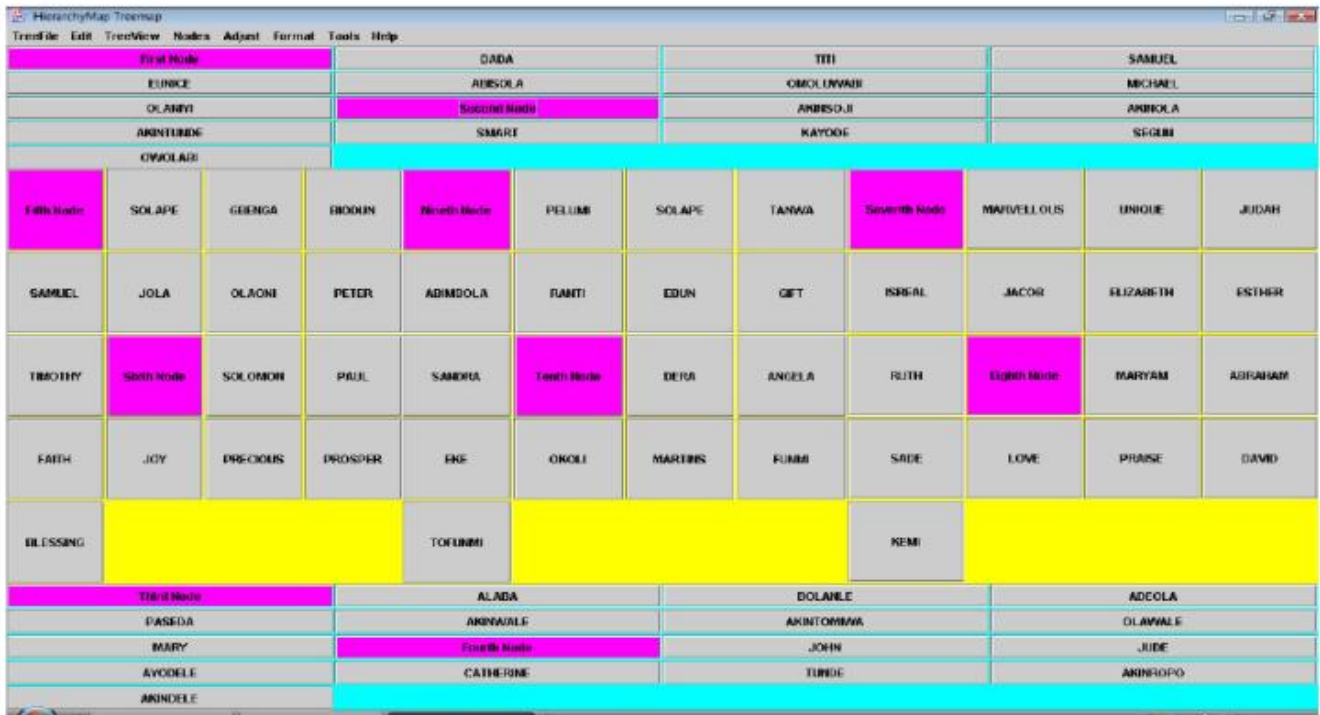 HierarchyMap Treemap
TreeFile Edit TreeView Nodes Adjust Format Tools Help
First Node DADA TITI SAMUEL
EUNICE ABISOLA OMOLUWABI MICHAEL
OLANIYI Second Node AKINSOJI AKINOLA
AKINTUNDE SMART KAYODE SEGUN
OWOLABI
Fifth Node SOLAPE GBENGA BIODUN Nineth Node PELUMI SOLAPE TANWA Seventh Node MARVELLOUS UNIQUE JUDAH
SAMUEL JOLA OLAONI PETER ABIMBOLA RANTI EBUN GIFT ISREAL JACOB ELIZABETH ESTHER
TIMOTHY Sixth Node SOLOMON PAUL SANDRA Tenth Node DERA ANGELA RUTH Eighth Node MARYAM ABRAHAM
FAITH JOY PRECIOUS PROSPER EKE OKOLI MARTINS FUNMI SADE LOVE PRAISE DAVID
BLESSING TOFUNMI KEMI
Third Node ALABA BOLANLE ADEOLA
PASEDA AKINWALE AKINTOMIWA OLAWALE
MARY Fourth Node JOHN JUDE
AYODELE CATHERINE TUNDE AKINROPO
AKINDELE